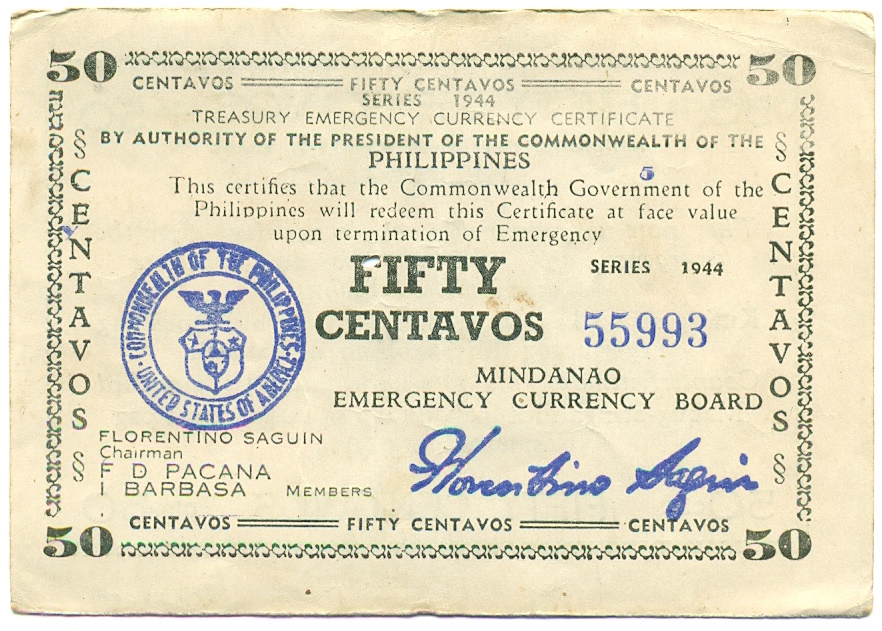 50 50
CENTAVOS FIFTY CENTAVOS CENTAVOS
SERIES 1944
TREASURY EMERGENCY CURRENCY CERTIFICATE
BY AUTHORITY OF THE PRESIDENT OF THE COMMONWEALTH OF THE
PHILIPPINES
5
This certifies that the Commonwealth Government of the
Philippines will redeem this Certificate at face value
upon termination of Emergency
§ CENTAVOS §
§ CENTAVOS §
FIFTY
CENTAVOS
SERIES 1944
55993
COMMONWEALTH OF THE PHILIPPINES
UNITED STATES OF AMERICA
MINDANAO
EMERGENCY CURRENCY BOARD
FLORENTINO SAGUIN
Chairman
F D PACANA
I BARBASA MEMBERS
Florentino Saguin
CENTAVOS FIFTY CENTAVOS CENTAVOS
50 50